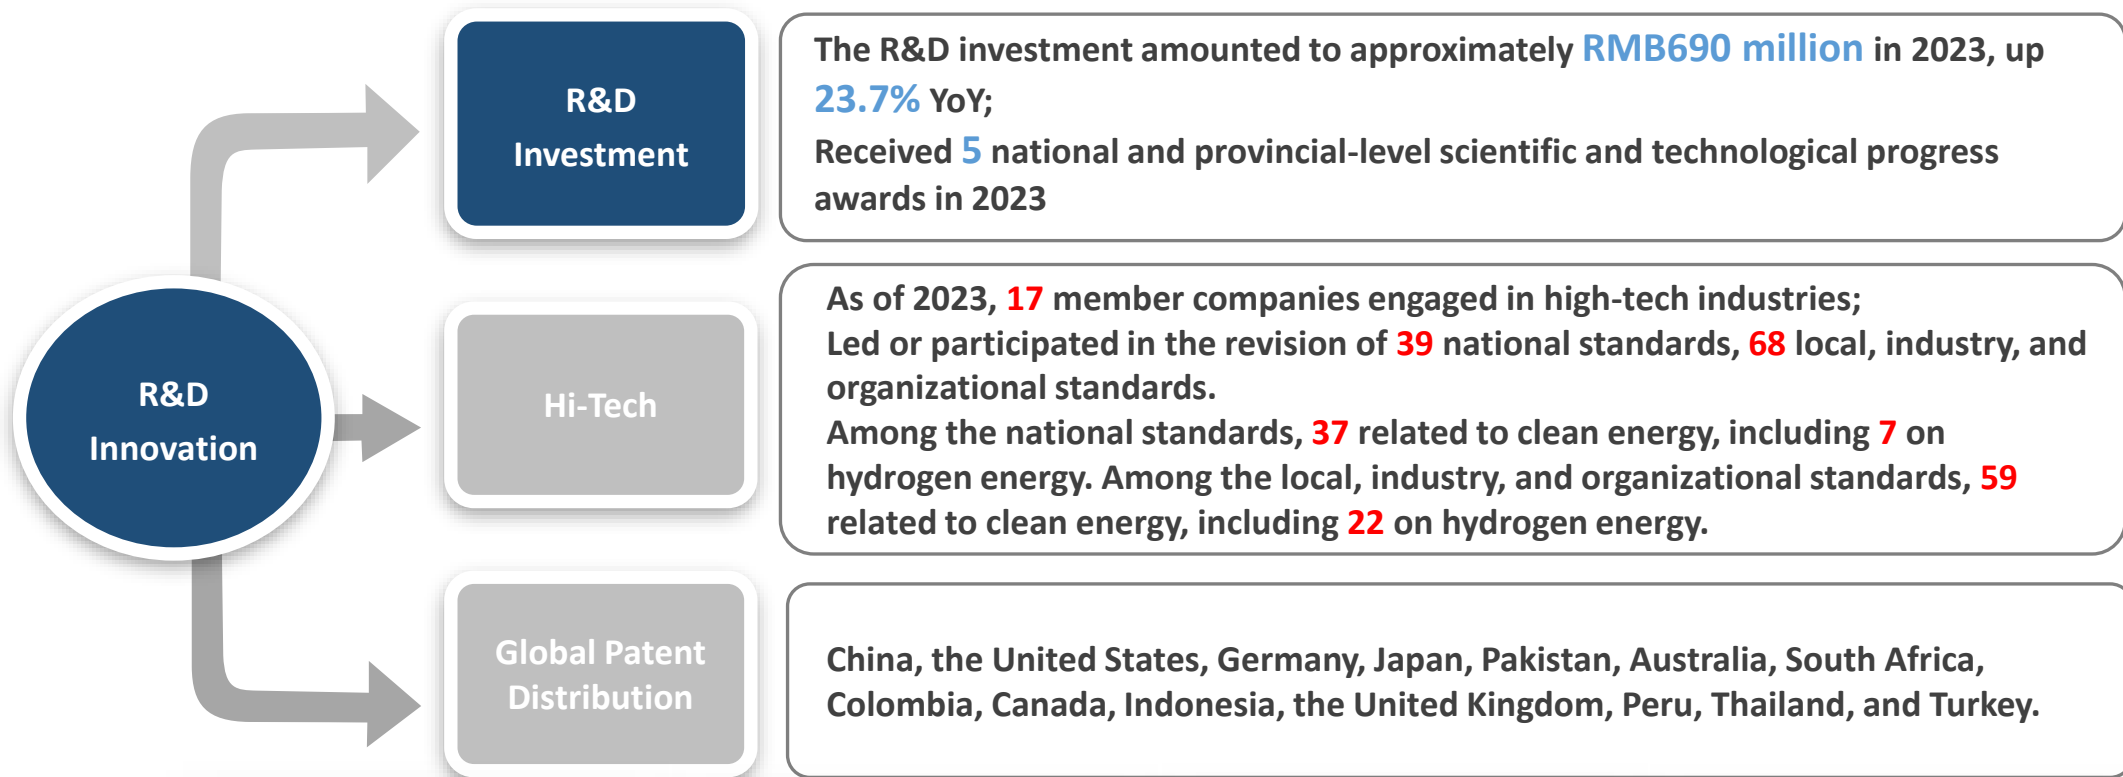 R&D
Investment
The R&D investment amounted to approximately RMB690 million in 2023, up
23.7% YoY;
Received 5 national and provincial-level scientific and technological progress
awards in 2023
R&D
Innovation
Hi-Tech
As of 2023, 17 member companies engaged in high-tech industries;
Led or participated in the revision of 39 national standards, 68 local, industry, and
organizational standards.
Among the national standards, 37 related to clean energy, including 7 on
hydrogen energy. Among the local, industry, and organizational standards, 59
related to clean energy, including 22 on hydrogen energy.
Global Patent
Distribution
China, the United States, Germany, Japan, Pakistan, Australia, South Africa,
Colombia, Canada, Indonesia, the United Kingdom, Peru, Thailand, and Turkey.